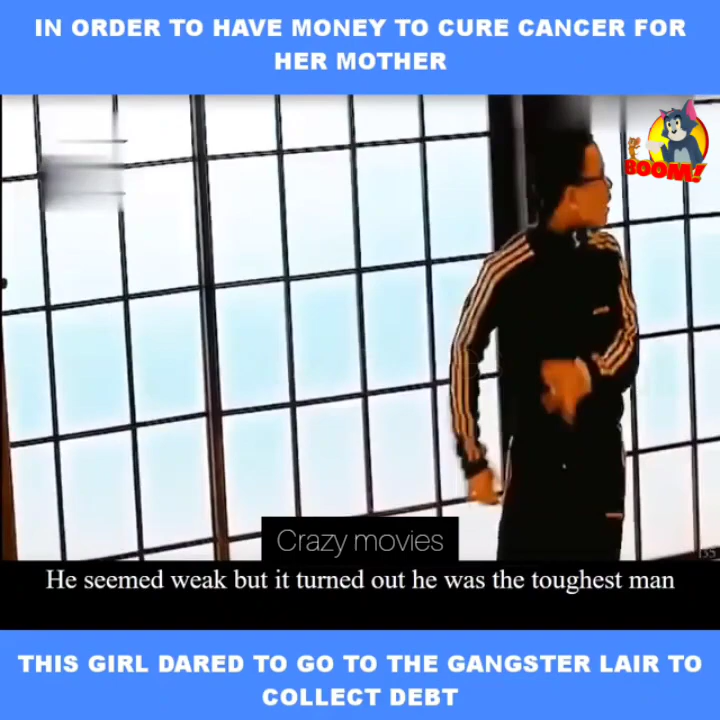 IN ORDER TO HAVE MONEY TO CURE CANCER FOR
HER MOTHER
BOOM!
Crazy movies
He seemed weak but it turned out he was the toughest man
THIS GIRL DARED TO GO TO THE GANGSTER LAIR TO
COLLECT DEBT